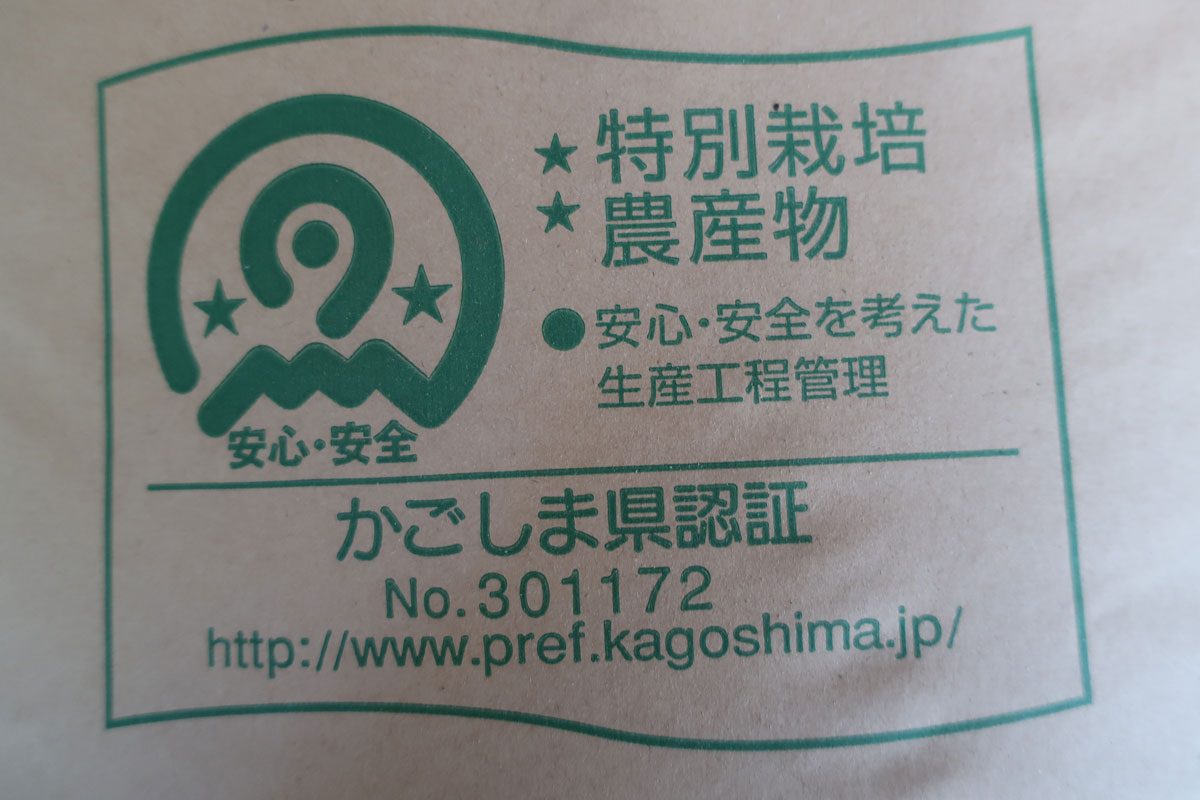 ★特別栽培
★農産物
●安心・安全を考えた
生産工程管理
安心・安全
かごしま県認証
No.301172
http://www.pref.kagoshima.jp/